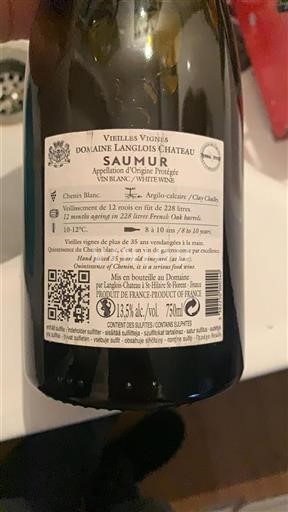 Vieilles Vignes
Domaine Langlois Chateau
SAUMUR
Appellation d'Origine Protégée
VIN BLANC / WHITE WINE
Chenin Blanc
Argilo-calcaire / Clay Chalky
Vieillissement de 12 mois en fût de 228 litres
12 months ageing in 228 litres French Oak barrels.
10-12°C.
8 à 10 ans / 8 to 10 years.
Vieilles vignes de plus de 35 ans vendangées à la main.
Quintessence du Chenin blanc, c'est un vin de gastronomie par excellence.
Hand picked 35 years old vineyard (at base).
Quintessence of Chenin, it is a serious food wine.
Mis en bouteille au Domaine
par Langlois-Chateau à St-Hilaire St-Florent - France
PRODUIT DE FRANCE-PRODUCT OF FRANCE
13,5% alc./vol. 750ml
CONTIENT DES SULFITES / CONTAINS SULPHITES